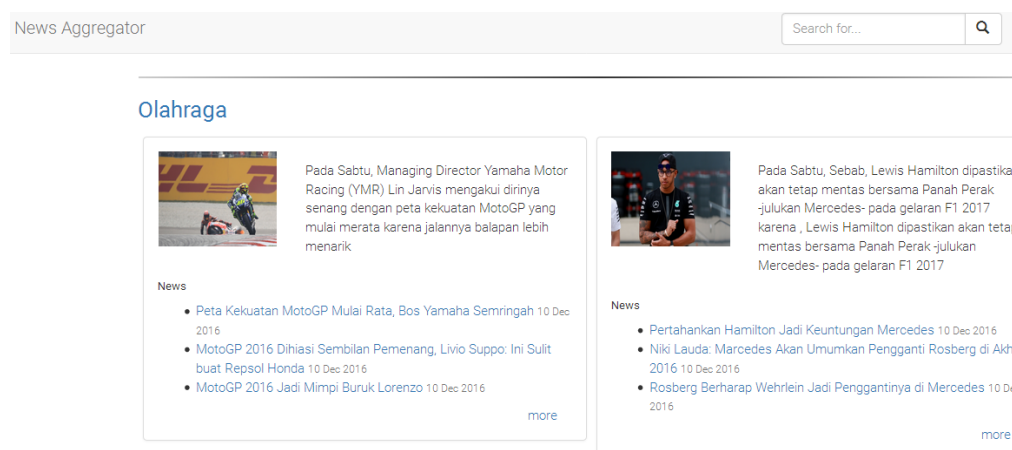 News Aggregator
Search for...
Olahraga
Pada Sabtu, Managing Director Yamaha Motor
Racing (YMR) Lin Jarvis mengakui dirinya
senang dengan peta kekuatan MotoGP yang
mulai merata karena jalannya balapan lebih
menarik
News
Peta Kekuatan MotoGP Mulai Rata, Bos Yamaha Semringah 10 Dec
2016
MotoGP 2016 Dihiasi Sembilan Pemenang, Livio Suppo: Ini Sulit
buat Repsol Honda 10 Dec 2016
MotoGP 2016 Jadi Mimpi Buruk Lorenzo 10 Dec 2016
more
Pada Sabtu, Sebab, Lewis Hamilton dipastika
akan tetap mentas bersama Panah Perak
-julukan Mercedes- pada gelaran F1 2017
karena , Lewis Hamilton dipastikan akan tetap
mentas bersama Panah Perak -julukan
Mercedes- pada gelaran F1 2017
News
Pertahankan Hamilton Jadi Keuntungan Mercedes 10 Dec 2016
Niki Lauda: Marcedes Akan Umumkan Pengganti Rosberg di Akh
2016 10 Dec 2016
Rosberg Berharap Wehrlein Jadi Penggantinya di Mercedes 10 De
2016
more